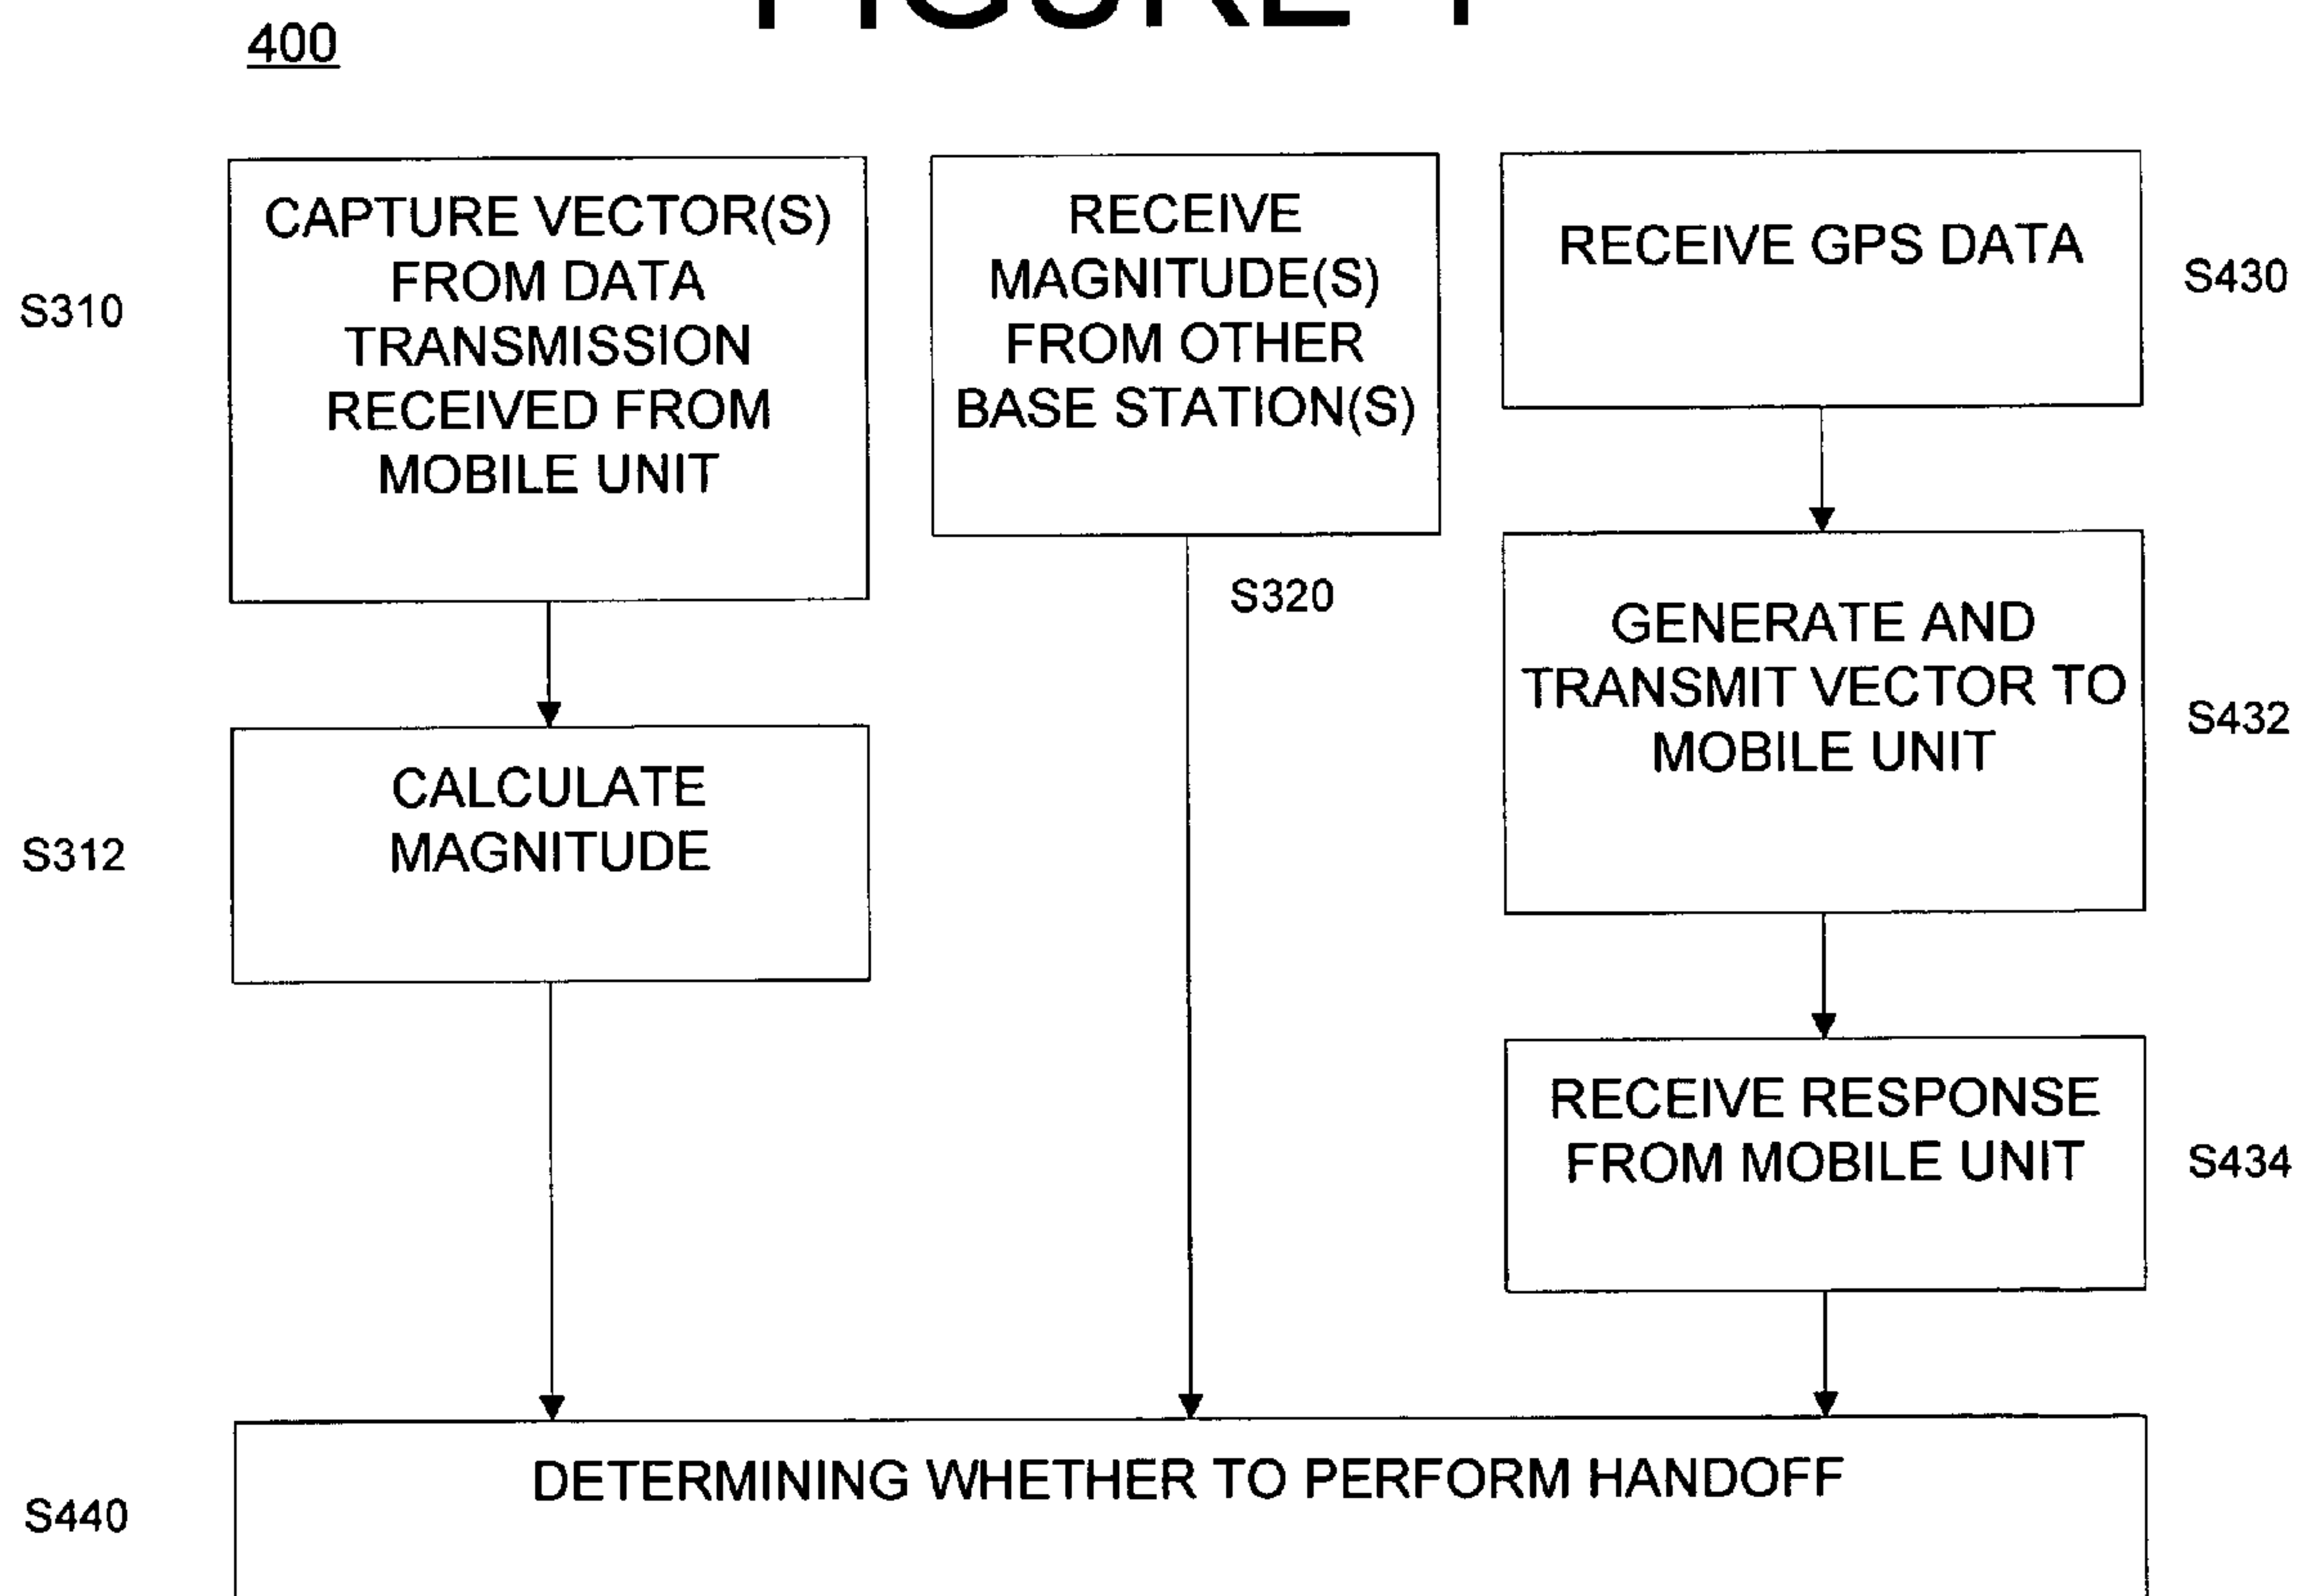 FIGURE 4
400
CAPTURE VECTOR(S)
FROM DATA
TRANSMISSION
RECEIVED FROM
MOBILE UNIT
S310
RECEIVE
MAGNITUDE(S)
FROM OTHER
BASE STATION(S)
S320
RECEIVE GPS DATA
S430
GENERATE AND
TRANSMIT VECTOR TO
MOBILE UNIT
S432
CALCULATE
MAGNITUDE
S312
RECEIVE RESPONSE
FROM MOBILE UNIT
S434
DETERMINING WHETHER TO PERFORM HANDOFF
S440